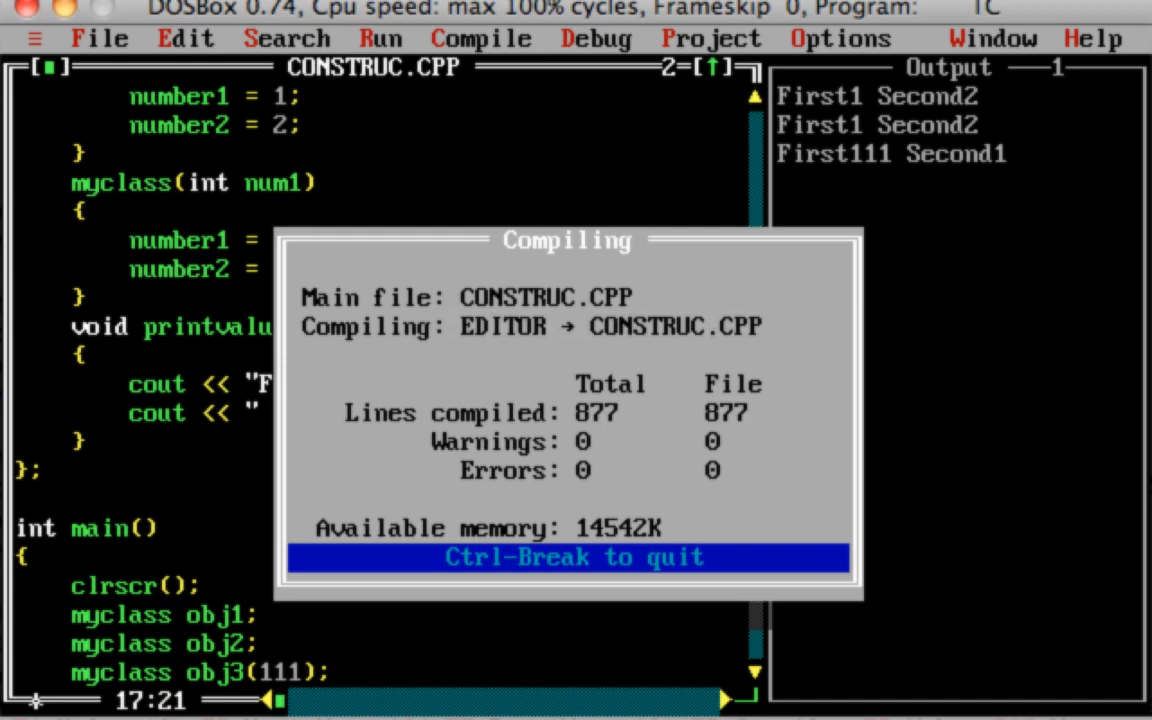 DOSBox 0.74, Cpu speed: max 100% cycles, Frameskip 0, Program: TC
≡ File Edit Search Run Compile Debug Project Options Window Help
[■] CONSTRUC.CPP 2=[↑]
number1 = 1;
number2 = 2;
}
myclass(int num1)
{
number1 =
number2 =
}
void printvalu
{
cout << "F
cout << "
}
};
int main()
{
clrscr();
myclass obj1;
myclass obj2;
myclass obj3(111);
17:21
Output 1
First1 Second2
First1 Second2
First111 Second1
Compiling
Main file: CONSTRUC.CPP
Compiling: EDITOR → CONSTRUC.CPP
Total File
Lines compiled: 877 877
Warnings: 0 0
Errors: 0 0
Available memory: 14542K
Ctrl-Break to quit